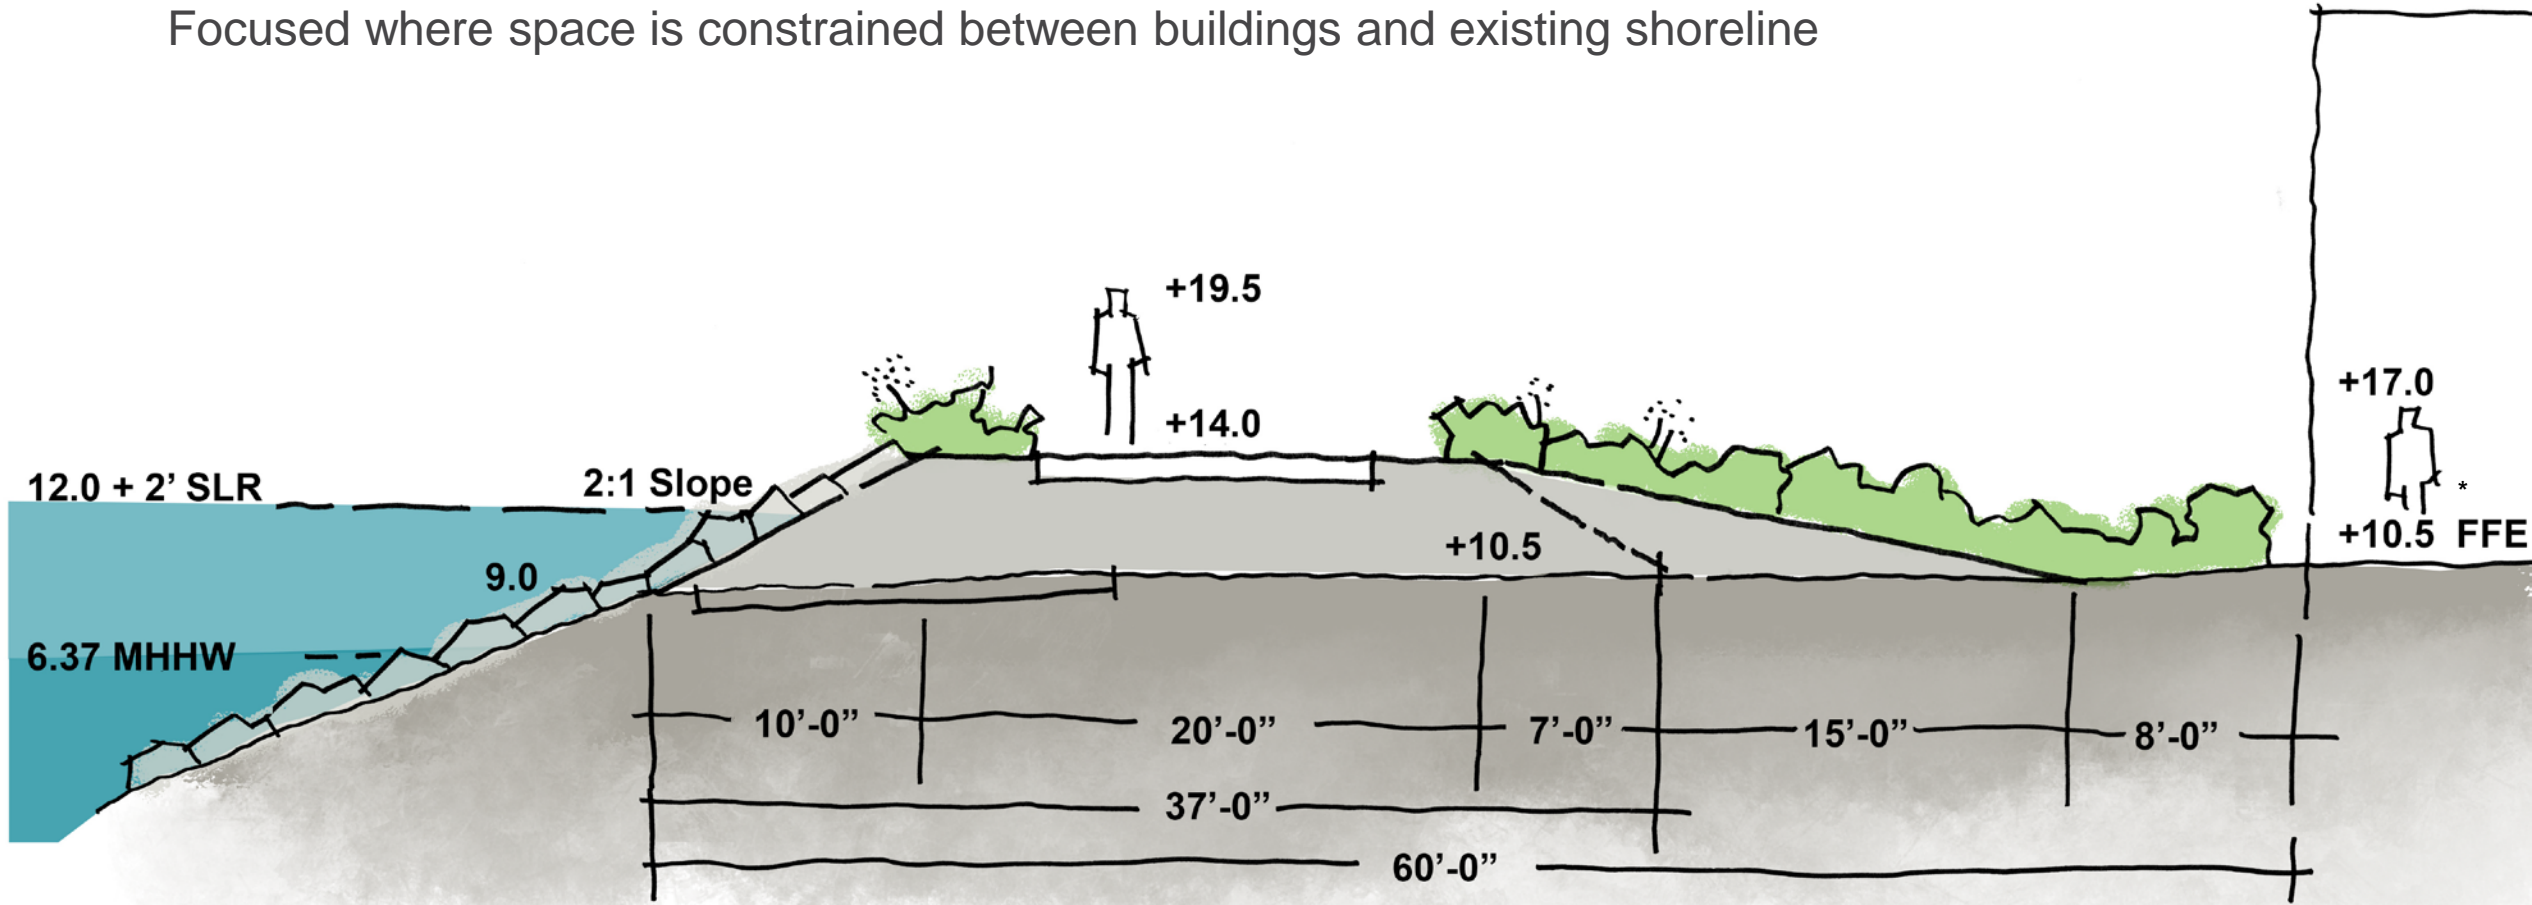 Focused where space is constrained between buildings and existing shoreline
+19.5
+17.0
+14.0
12.0 + 2’ SLR
2:1 Slope
*
+10.5
+10.5 FFE
9.0
6.37 MHHW
10’-0”
20’-0”
7’-0”
15’-0”
8’-0”
37’-0”
60’-0”